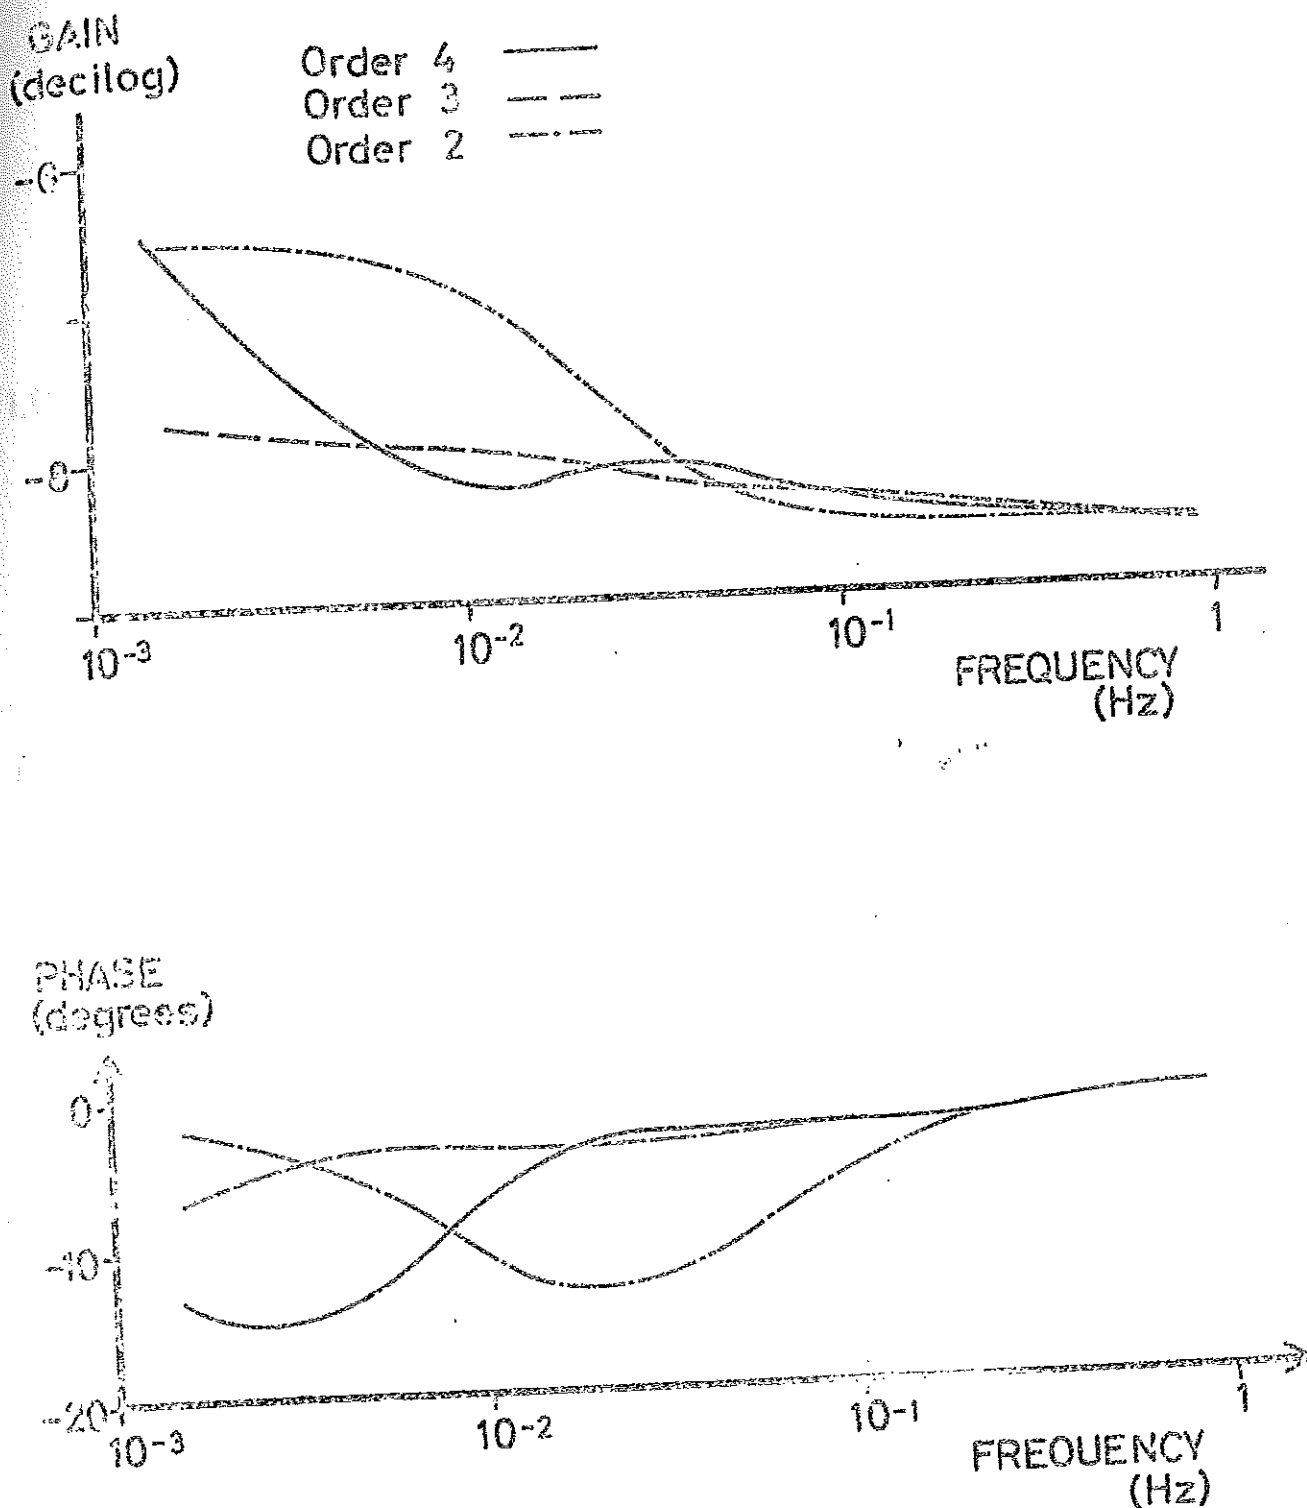 GAIN
(decilog)
Order 4
Order 3
Order 2
-6
-8
10-3
10-2
10-1
1
FREQUENCY
(Hz)
PHASE
(degrees)
0
-10
-20
10-3
10-2
10-1
1
FREQUENCY
(Hz)